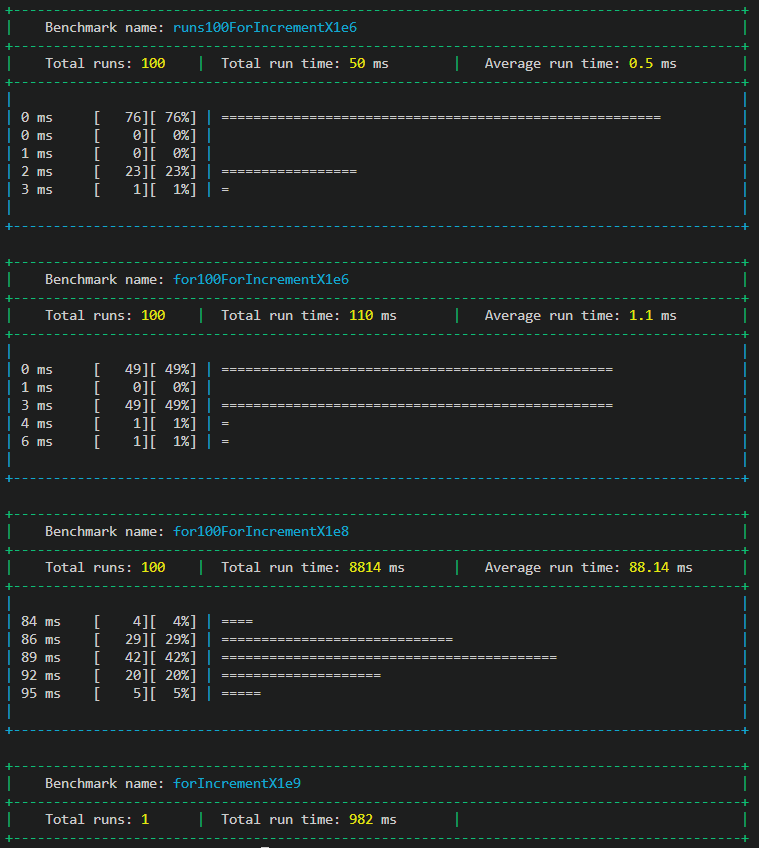 +-------------------------------------------------------------------------------------------+
|    Benchmark name: runs100ForIncrementX1e6                                                |
+-------------------------------------------------------------------------------------------+
|    Total runs: 100    |  Total run time: 50 ms        |   Average run time: 0.5 ms        |
+-------------------------------------------------------------------------------------------+
|                                                                                           |
| 0 ms     [   76][ 76%] | =======================================================          |
| 0 ms     [    0][  0%] |                                                                  |
| 1 ms     [    0][  0%] |                                                                  |
| 2 ms     [   23][ 23%] | =================                                                |
| 3 ms     [    1][  1%] | =                                                                |
|                                                                                           |
+-------------------------------------------------------------------------------------------+
+-------------------------------------------------------------------------------------------+
|    Benchmark name: for100ForIncrementX1e6                                                 |
+-------------------------------------------------------------------------------------------+
|    Total runs: 100    |  Total run time: 110 ms       |   Average run time: 1.1 ms        |
+-------------------------------------------------------------------------------------------+
|                                                                                           |
| 0 ms     [   49][ 49%] | =================================================                |
| 1 ms     [    0][  0%] |                                                                  |
| 3 ms     [   49][ 49%] | =================================================                |
| 4 ms     [    1][  1%] | =                                                                |
| 6 ms     [    1][  1%] | =                                                                |
|                                                                                           |
+-------------------------------------------------------------------------------------------+
+-------------------------------------------------------------------------------------------+
|    Benchmark name: for100ForIncrementX1e8                                                 |
+-------------------------------------------------------------------------------------------+
|    Total runs: 100    |  Total run time: 8814 ms      |   Average run time: 88.14 ms      |
+-------------------------------------------------------------------------------------------+
|                                                                                           |
| 84 ms    [    4][  4%] | ====                                                             |
| 86 ms    [   29][ 29%] | =============================                                    |
| 89 ms    [   42][ 42%] | ==========================================                       |
| 92 ms    [   20][ 20%] | ====================                                             |
| 95 ms    [    5][  5%] | =====                                                            |
|                                                                                           |
+-------------------------------------------------------------------------------------------+
+-------------------------------------------------------------------------------------------+
|    Benchmark name: forIncrementX1e9                                                       |
+-------------------------------------------------------------------------------------------+
|    Total runs: 1      |  Total run time: 982 ms       |                                   |
+-------------------------------------------------------------------------------------------+